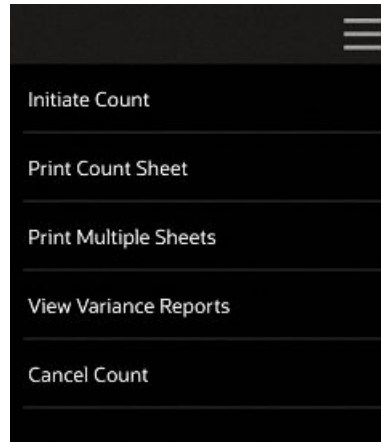 Initiate Count
Print Count Sheet
Print Multiple Sheets
View Variance Reports
Cancel Count